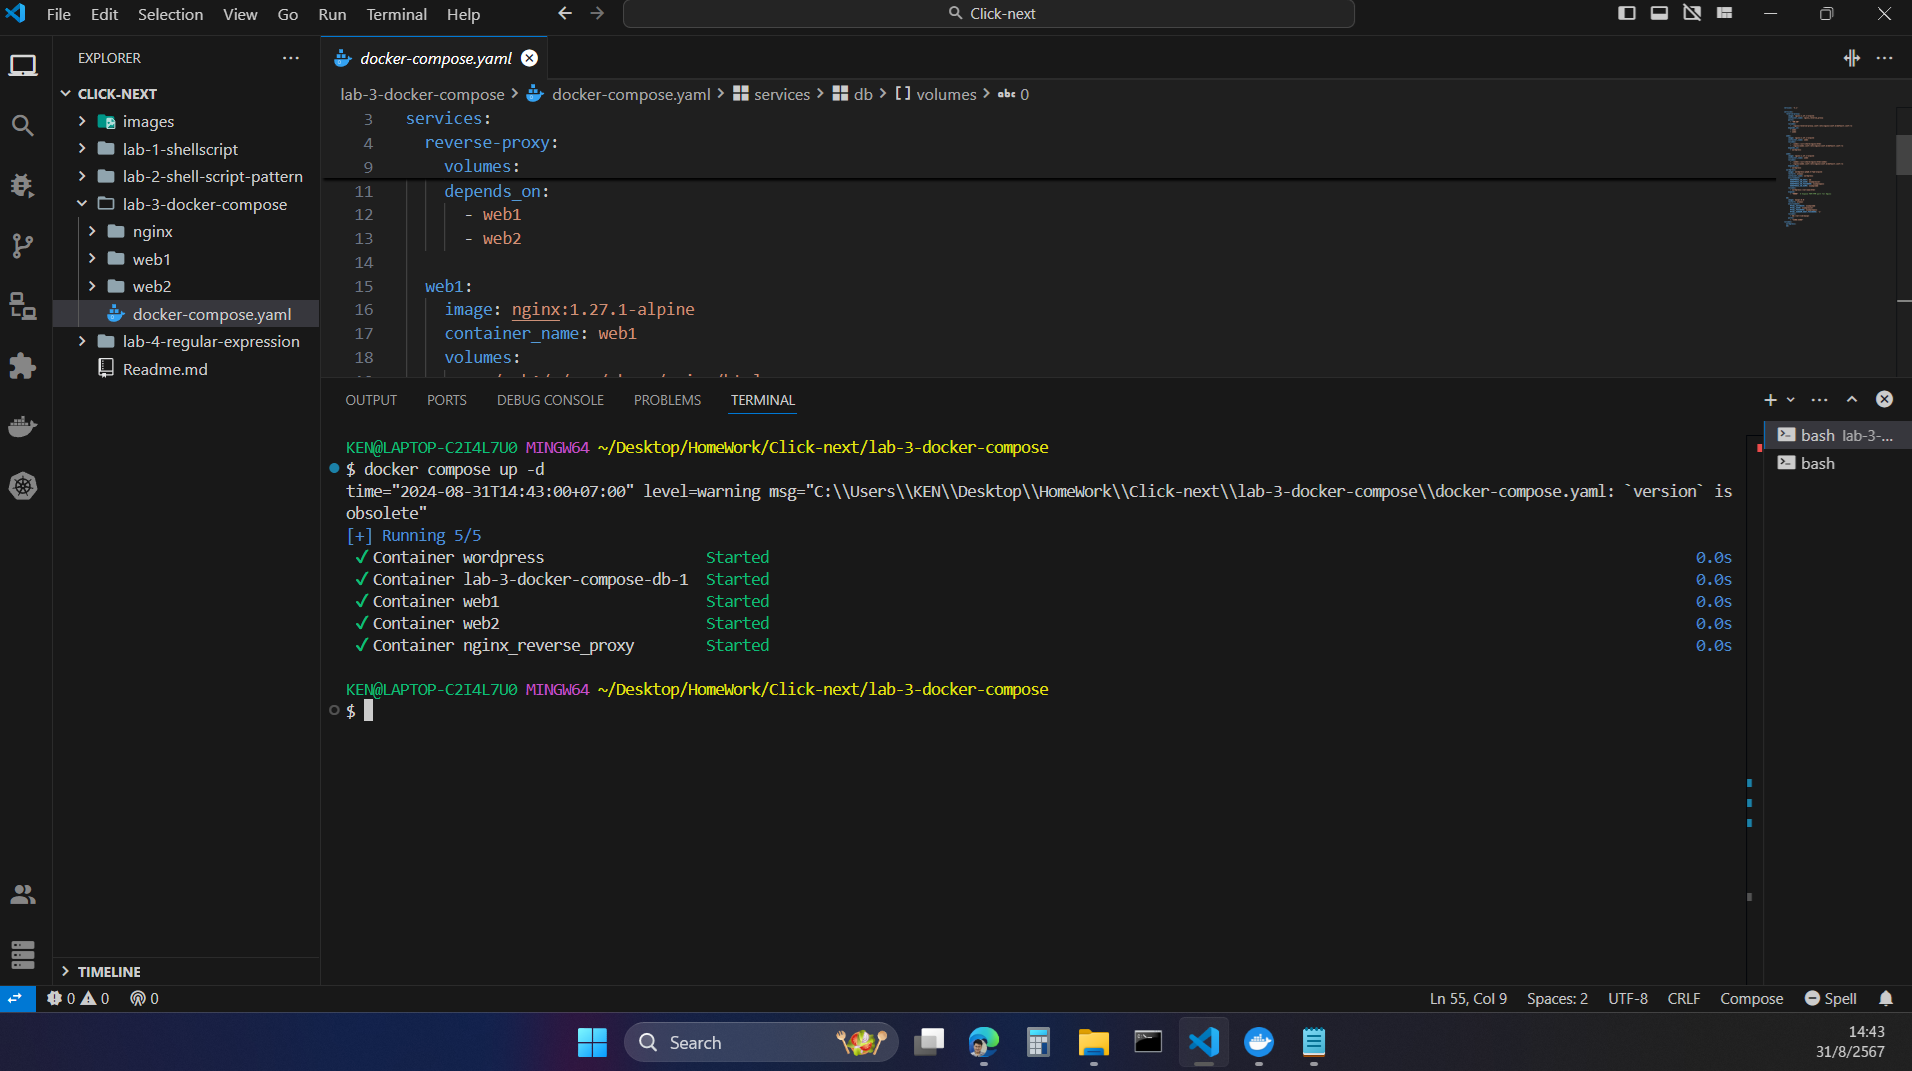 File Edit Selection View Go Run Terminal Help
Click-next
EXPLORER
CLICK-NEXT
images
lab-1-shellscript
lab-2-shell-script-pattern
lab-3-docker-compose
nginx
web1
web2
docker-compose.yaml
lab-4-regular-expression
Readme.md
TIMELINE
docker-compose.yaml
lab-3-docker-compose > docker-compose.yaml > services > db > [ ] volumes > abc 0
3 services:
4 reverse-proxy:
9 volumes:
11 depends_on:
12 - web1
13 - web2
14
15 web1:
16 image: nginx:1.27.1-alpine
17 container_name: web1
18 volumes:
OUTPUT PORTS DEBUG CONSOLE PROBLEMS TERMINAL
KEN@LAPTOP-C2I4L7U0 MINGW64 ~/Desktop/HomeWork/Click-next/lab-3-docker-compose
$ docker compose up -d
time="2024-08-31T14:43:00+07:00" level=warning msg="C:\\Users\\KEN\\Desktop\\HomeWork\\Click-next\\lab-3-docker-compose\\docker-compose.yaml: `version` is
obsolete"
[+] Running 5/5
✓ Container wordpress Started 0.0s
✓ Container lab-3-docker-compose-db-1 Started 0.0s
✓ Container web1 Started 0.0s
✓ Container web2 Started 0.0s
✓ Container nginx_reverse_proxy Started 0.0s
KEN@LAPTOP-C2I4L7U0 MINGW64 ~/Desktop/HomeWork/Click-next/lab-3-docker-compose
$
bash lab-3-...
bash
0 0 0
Ln 55, Col 9 Spaces: 2 UTF-8 CRLF Compose Spell
Search
14:43
31/8/2567